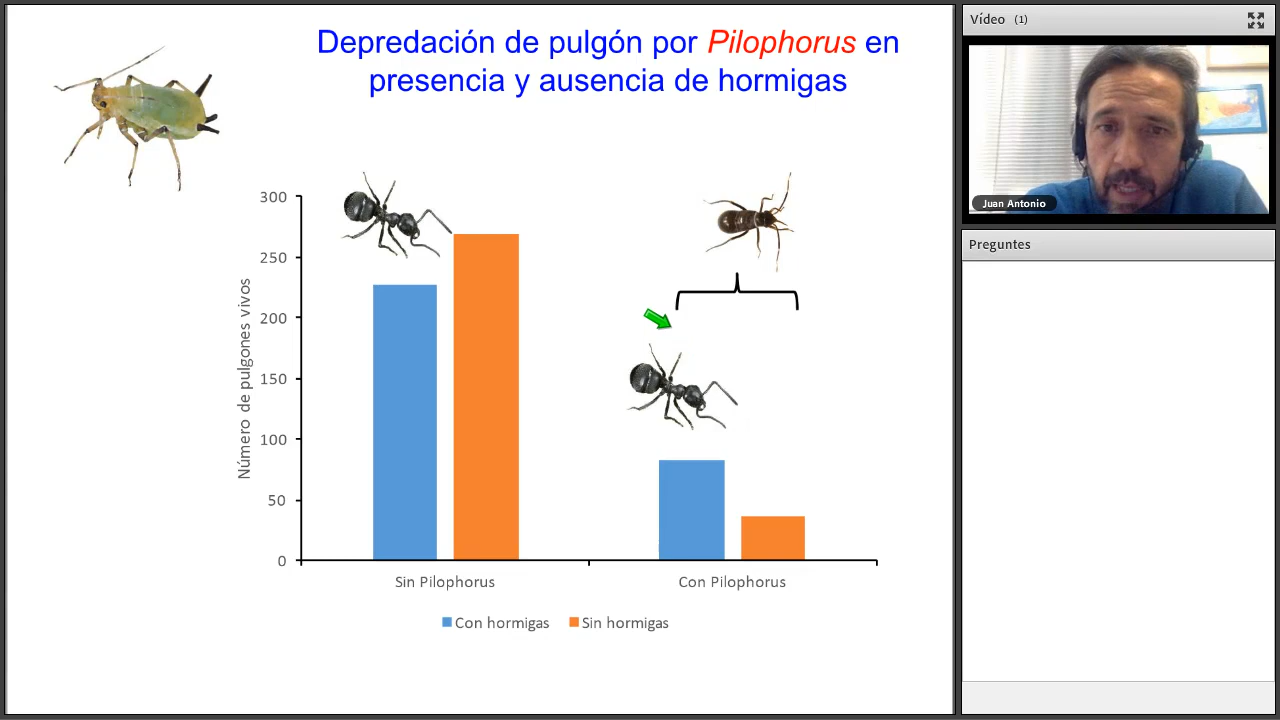 Depredación de pulgón por Pilophorus en
presencia y ausencia de hormigas
Número de pulgones vivos
300
250
200
150
100
50
0
Sin Pilophorus
Con Pilophorus
Con hormigas
Sin hormigas
Vídeo (1)
Juan Antonio
Preguntes